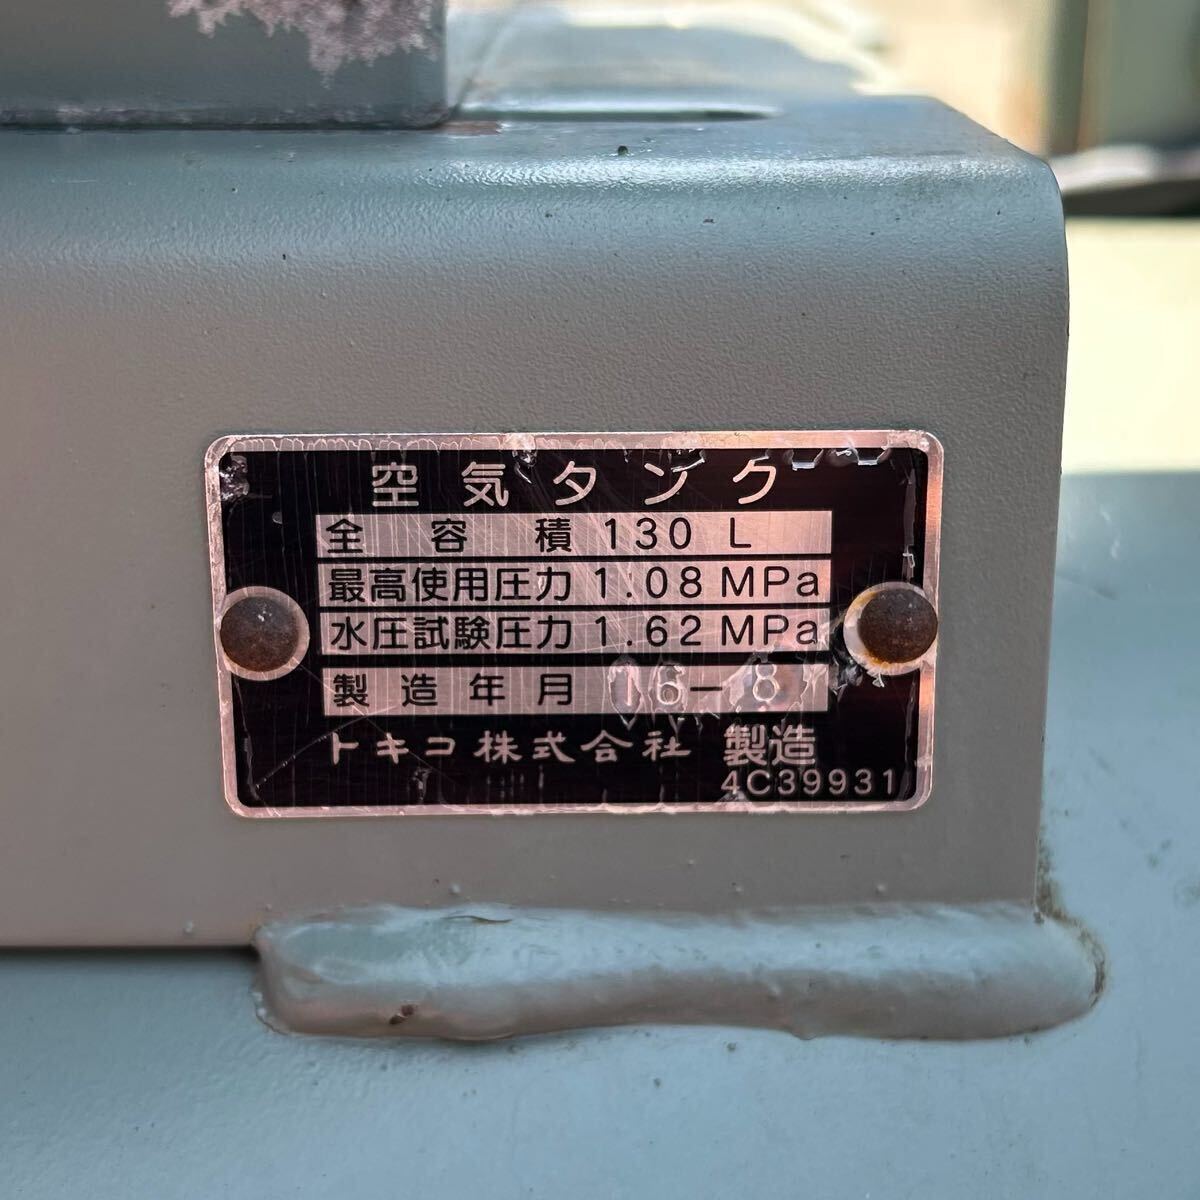 空気タンク
全容積 130 L
最高使用圧力 1.08 MPa
水圧試験圧力 1.62 MPa
製造年月 16-8
トキコ株式会社 製造
4C39931